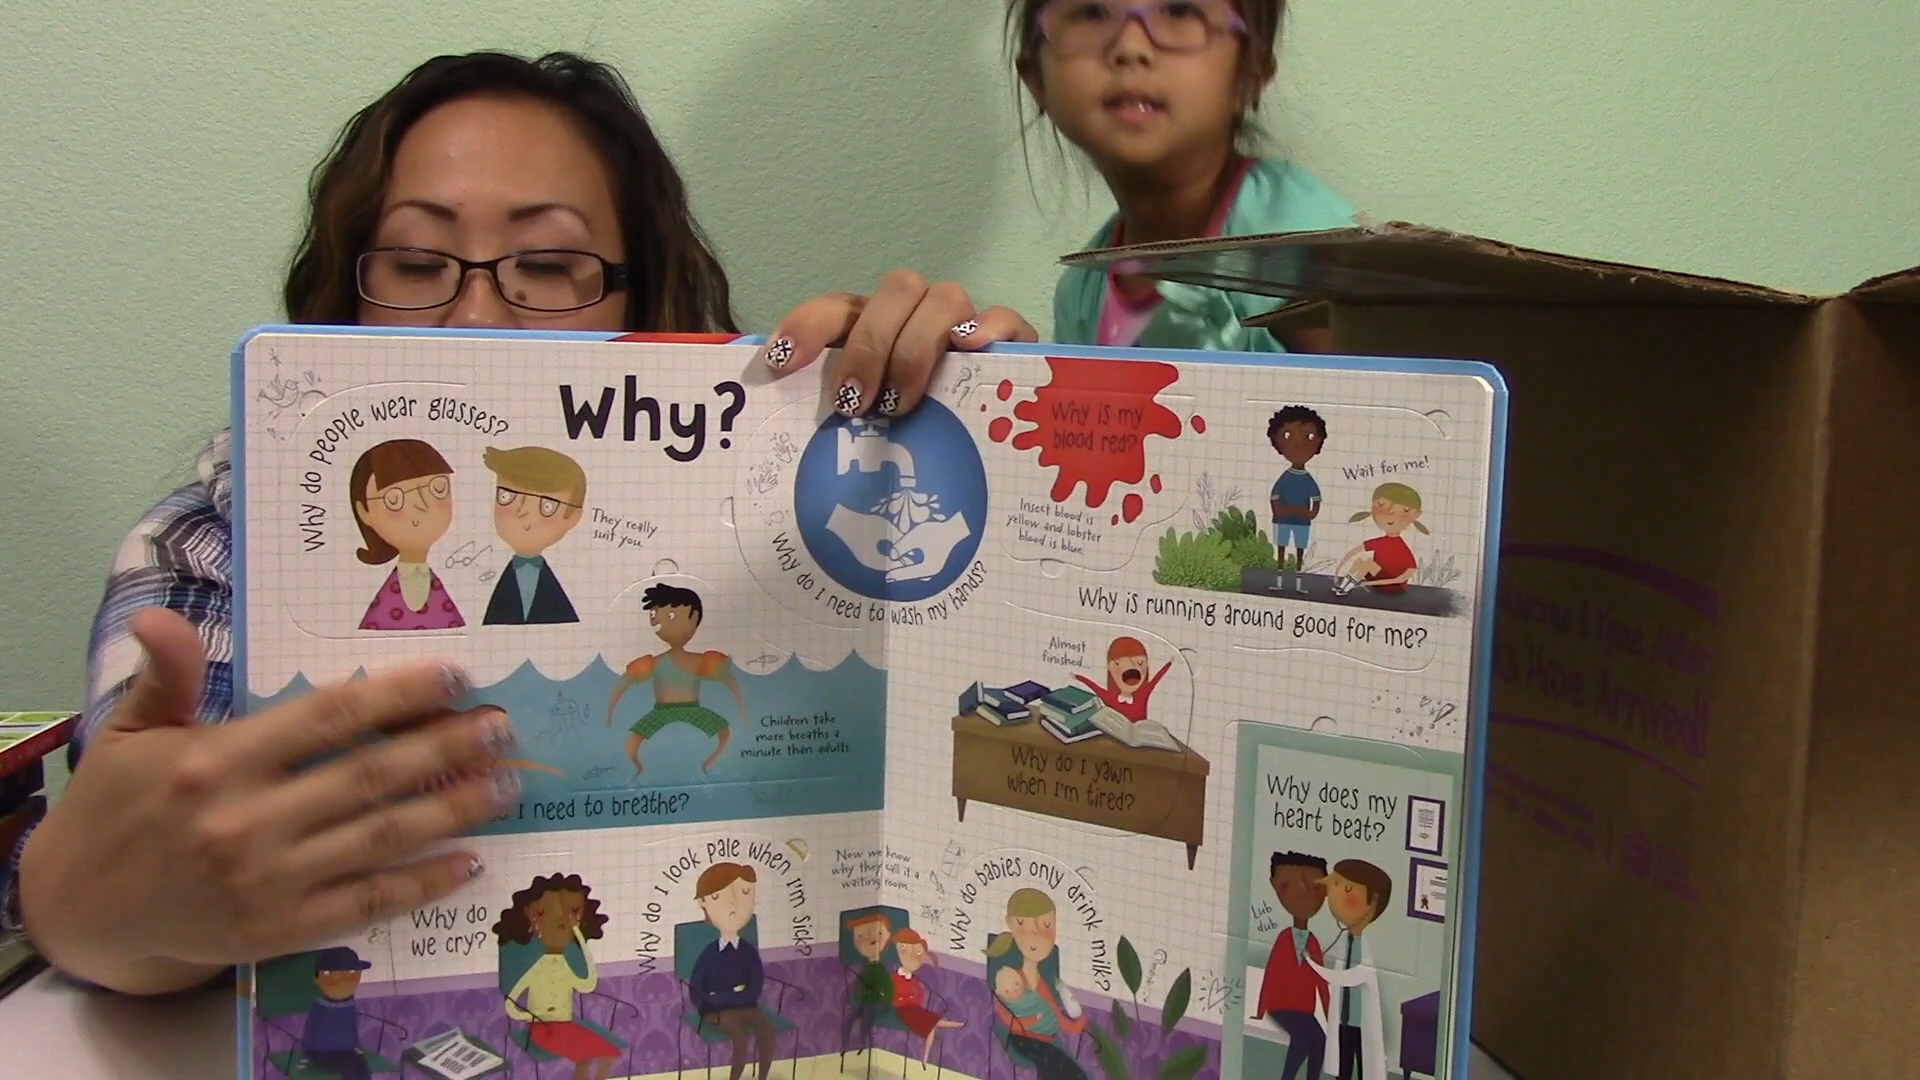 Why?
Why do people wear glasses?
They really
suit you.
Why do I need to wash my hands?
Why is my
blood red?
Insect blood is
yellow and lobster
blood is blue.
Wait for me!
Why is running around good for me?
Children take
more breaths a
minute than adults.
I need to breathe?
Almost
finished...
Why do I yawn
when I'm tired?
Why does my
heart beat?
Lub
dub
Why do
we cry?
Why do I look pale when I'm sick?
Now we know
why they call it a
waiting room...
Why do babies only drink milk?
Have Arrived!